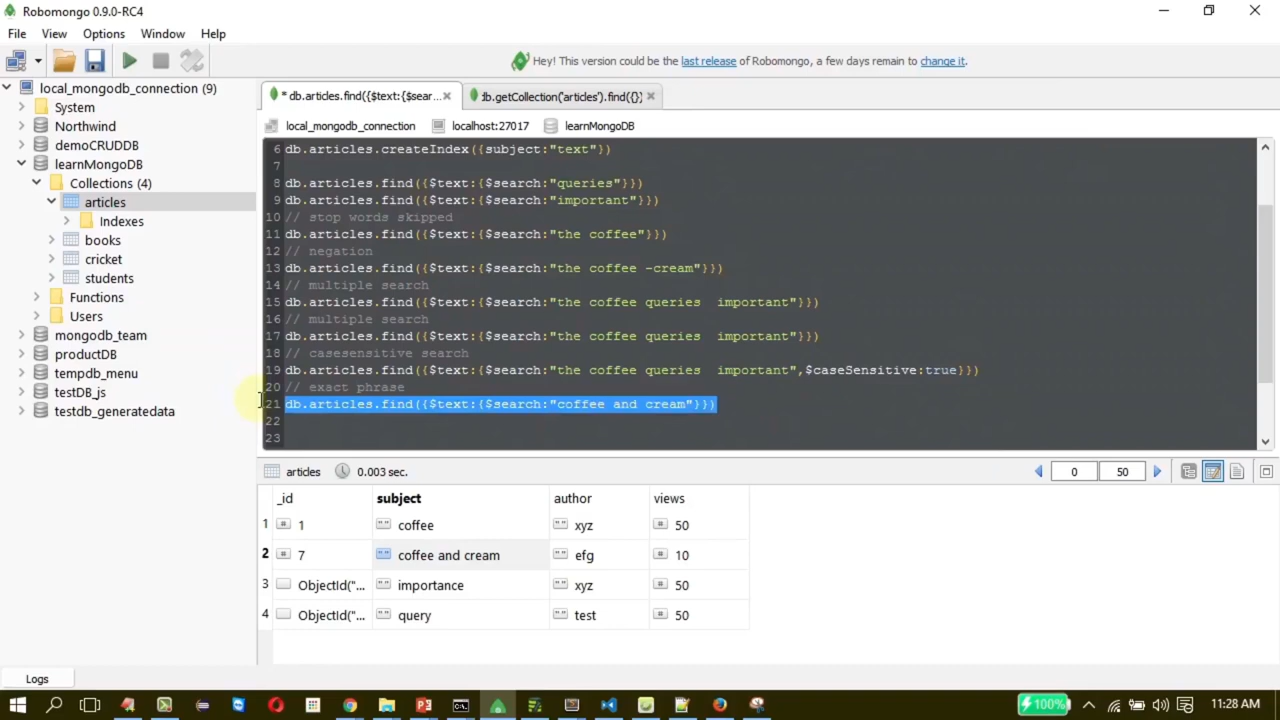 Robomongo 0.9.0-RC4
File View Options Window Help
Hey! This version could be the last release of Robomongo, a few days remain to change it.
local_mongodb_connection (9)
System
Northwind
demoCRUDDB
learnMongoDB
Collections (4)
articles
Indexes
books
cricket
students
Functions
Users
mongodb_team
productDB
tempdb_menu
testDB_js
testdb_generatedata
* db.articles.find({$text:{$sear...
db.getCollection('articles').find({})
local_mongodb_connection localhost:27017 learnMongoDB
6 db.articles.createIndex({subject:"text"})
7
8 db.articles.find({$text:{$search:"queries"}})
9 db.articles.find({$text:{$search:"important"}})
10 // stop words skipped
11 db.articles.find({$text:{$search:"the coffee"}})
12 // negation
13 db.articles.find({$text:{$search:"the coffee -cream"}})
14 // multiple search
15 db.articles.find({$text:{$search:"the coffee queries  important"}})
16 // multiple search
17 db.articles.find({$text:{$search:"the coffee queries  important"}})
18 // casesensitive search
19 db.articles.find({$text:{$search:"the coffee queries  important",$caseSensitive:true}})
20 // exact phrase
21 db.articles.find({$text:{$search:"coffee and cream"}})
22
23
articles 0.003 sec. 0 50
_id subject author views
1 1 coffee xyz 50
2 7 coffee and cream efg 10
3 ObjectId("... importance xyz 50
4 ObjectId("... query test 50
Logs
100% 11:28 AM